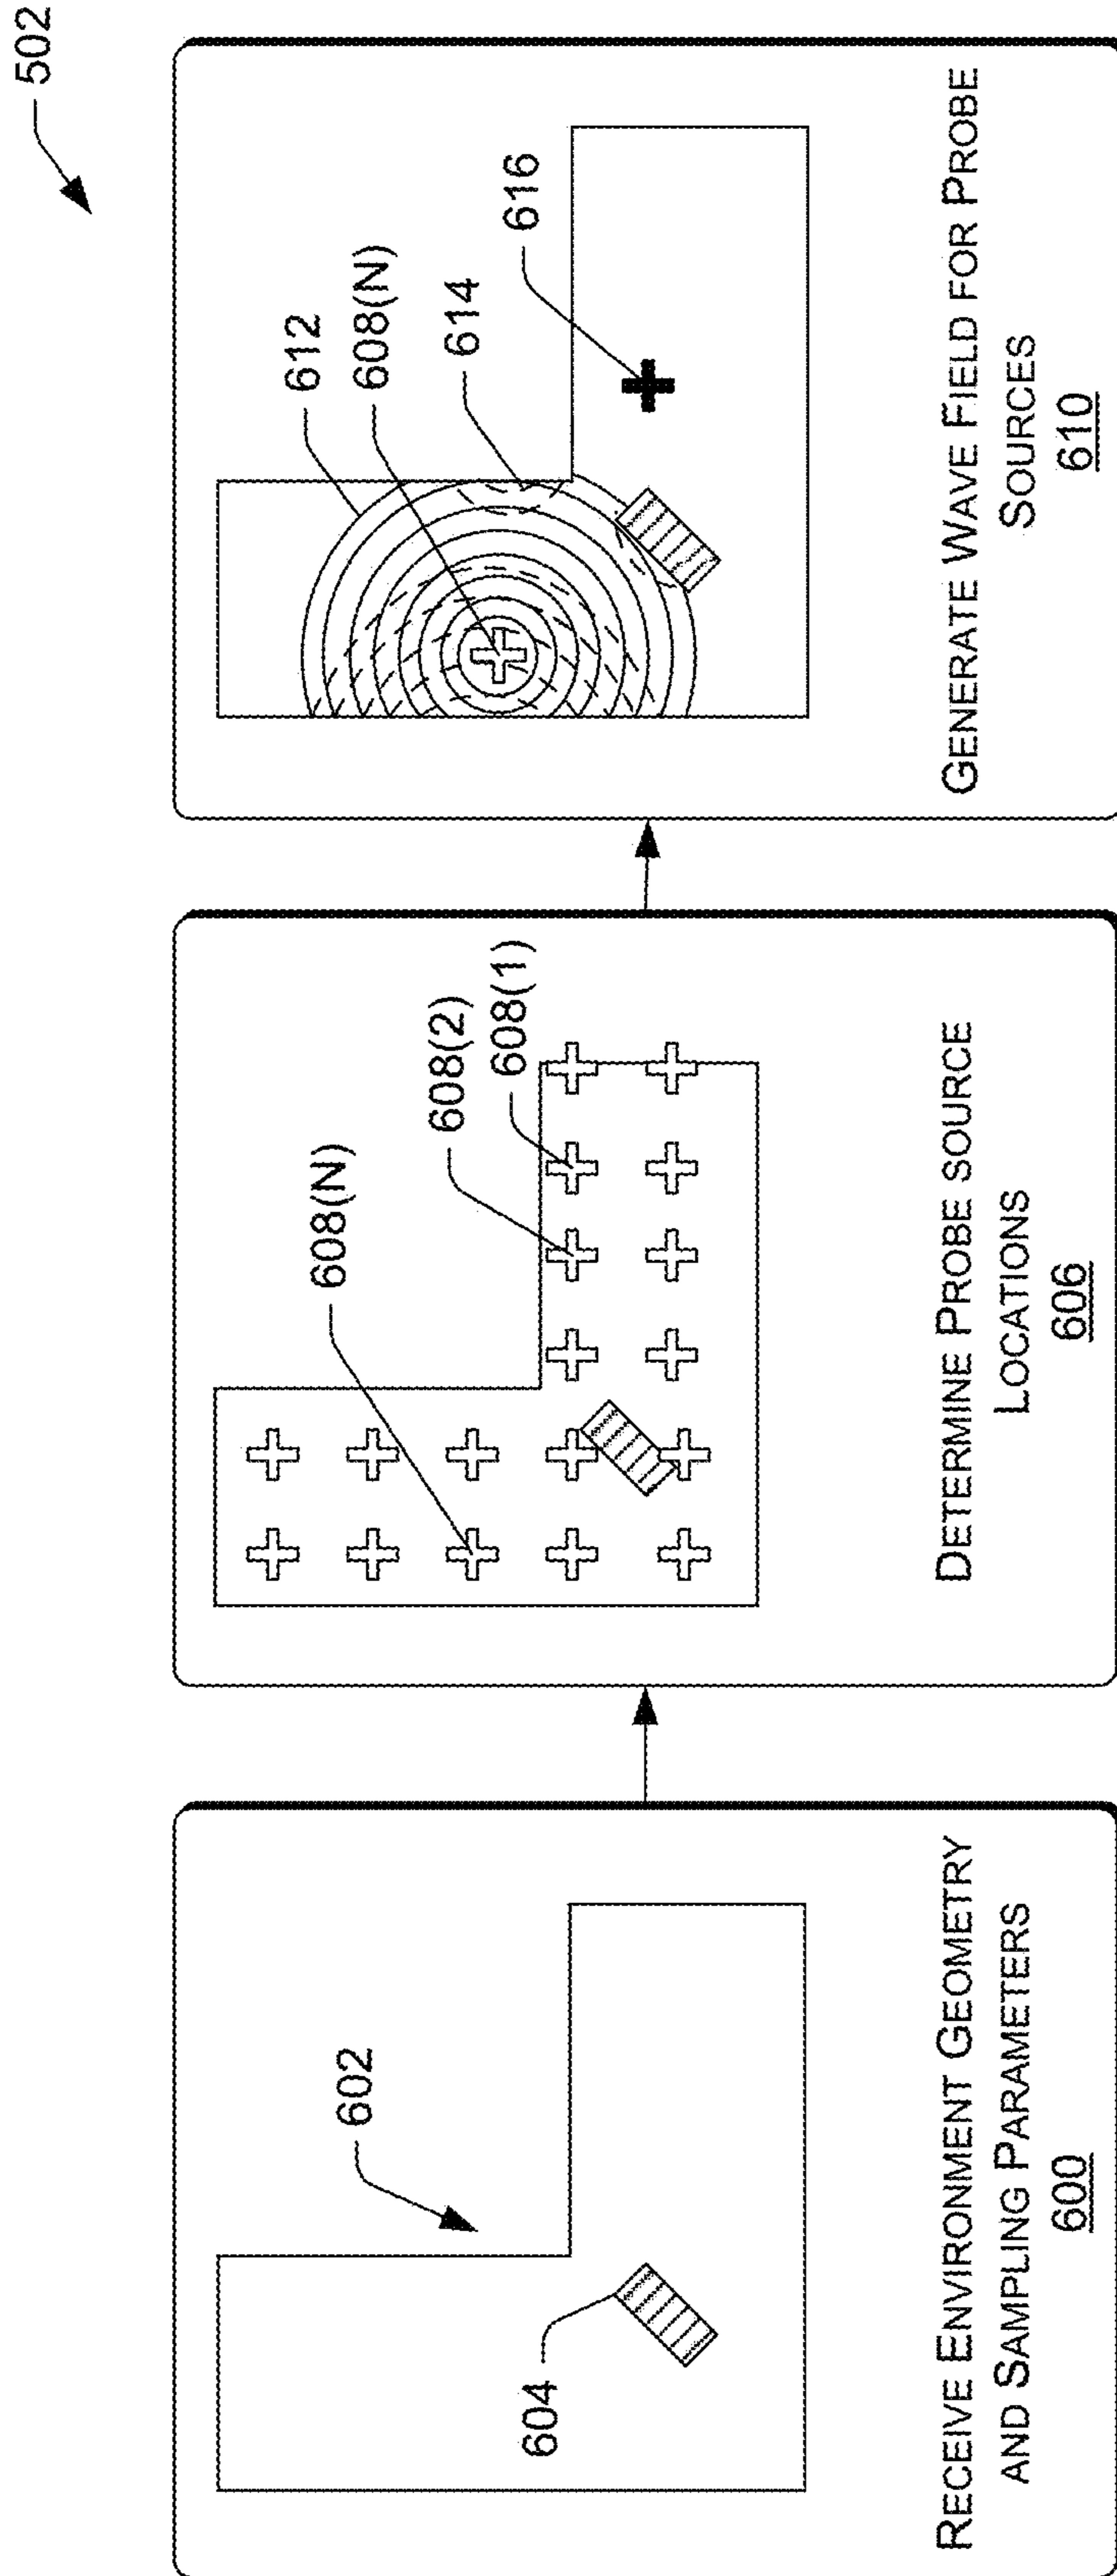 502
602
604
RECEIVE ENVIRONMENT GEOMETRY
AND SAMPLING PARAMETERS
600
608(N)
608(2)
608(1)
DETERMINE PROBE SOURCE
LOCATIONS
606
612
608(N)
614
616
GENERATE WAVE FIELD FOR PROBE
SOURCES
610